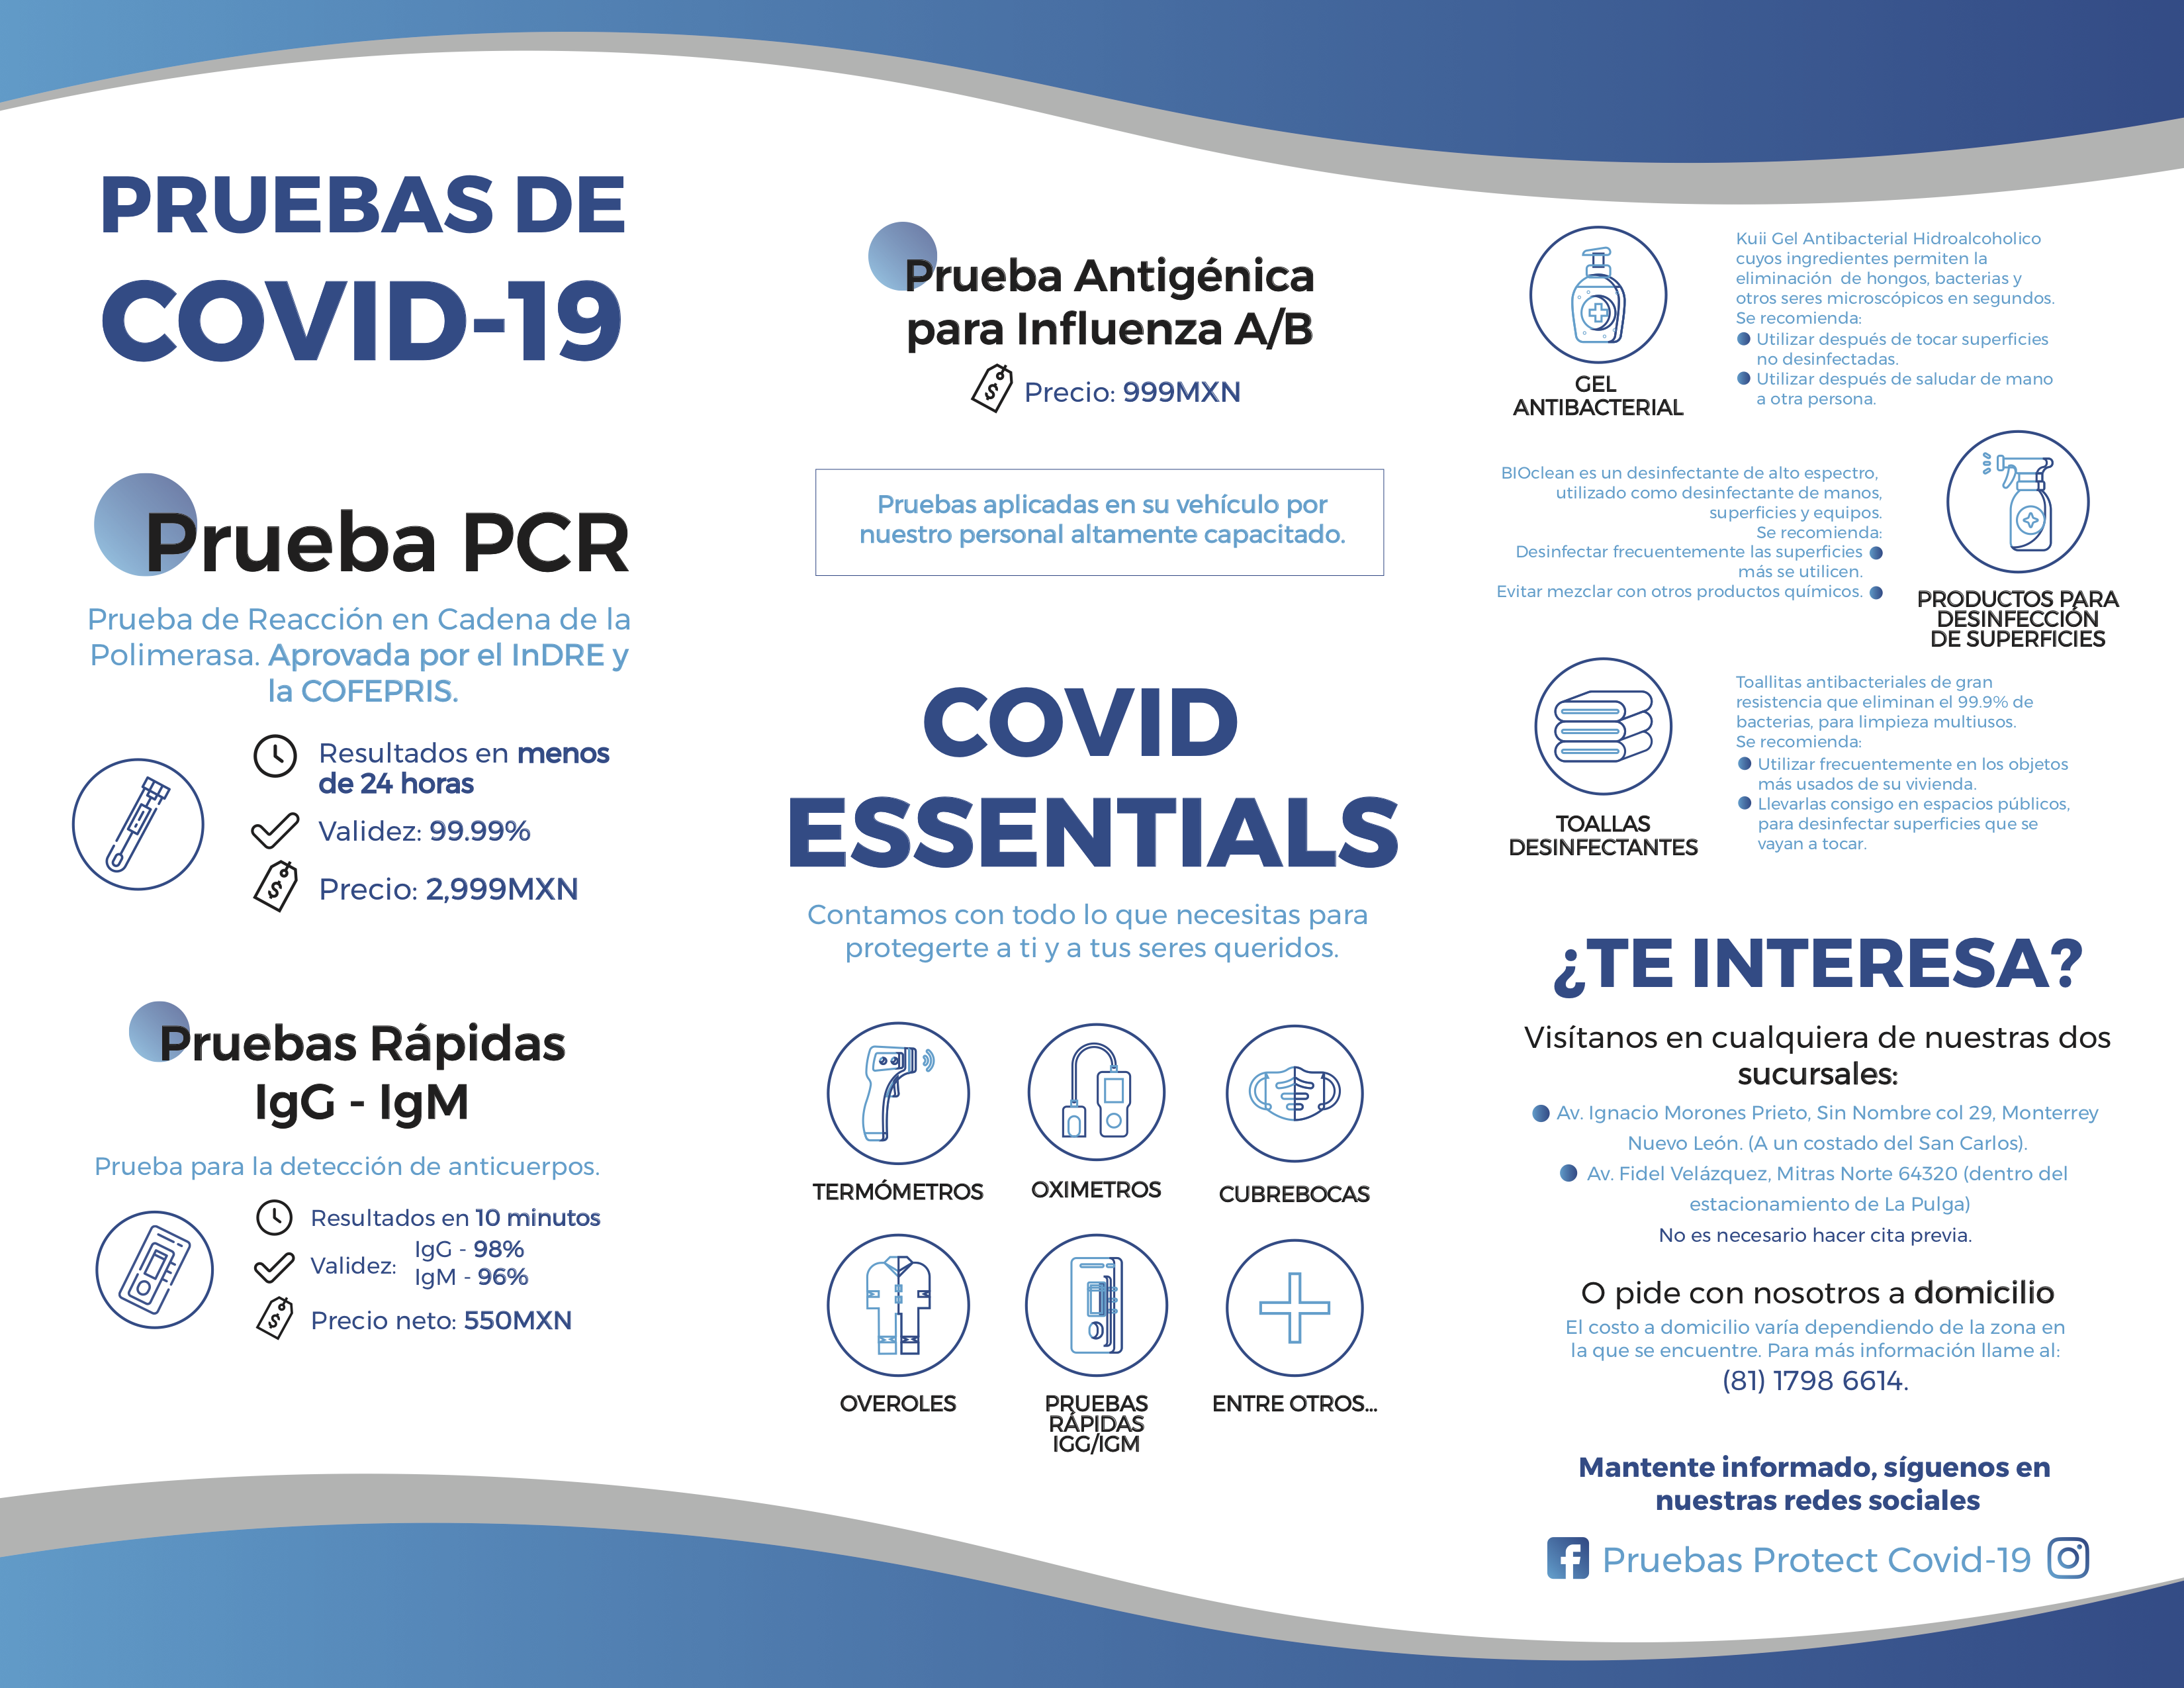 PRUEBAS DE
COVID-19
Prueba PCR
Prueba de Reacción en Cadena de la
Polimerasa. Aprovada por el InDRE y
la COFEPRIS.
Resultados en menos
de 24 horas
Validez: 99.99%
Precio: 2,999MXN
Pruebas Rápidas
IgG - IgM
Prueba para la detección de anticuerpos.
Resultados en 10 minutos
Validez: IgG - 98%
IgM - 96%
Precio neto: 550MXN
Prueba Antigénica
para Influenza A/B
Precio: 999MXN
Pruebas aplicadas en su vehículo por
nuestro personal altamente capacitado.
COVID
ESSENTIALS
Contamos con todo lo que necesitas para
protegerte a ti y a tus seres queridos.
TERMÓMETROS
OXIMETROS
CUBREBOCAS
OVEROLES
PRUEBAS
RÁPIDAS
IGG/IGM
ENTRE OTROS...
GEL
ANTIBACTERIAL
Kuii Gel Antibacterial Hidroalcoholico
cuyos ingredientes permiten la
eliminación de hongos, bacterias y
otros seres microscópicos en segundos.
Se recomienda:
Utilizar después de tocar superficies
no desinfectadas.
Utilizar después de saludar de mano
a otra persona.
BIOclean es un desinfectante de alto espectro,
utilizado como desinfectante de manos,
superficies y equipos.
Se recomienda:
Desinfectar frecuentemente las superficies
más se utilicen.
Evitar mezclar con otros productos químicos.
PRODUCTOS PARA
DESINFECCIÓN
DE SUPERFICIES
TOALLAS
DESINFECTANTES
Toallitas antibacteriales de gran
resistencia que eliminan el 99.9% de
bacterias, para limpieza multiusos.
Se recomienda:
Utilizar frecuentemente en los objetos
más usados de su vivienda.
Llevarlas consigo en espacios públicos,
para desinfectar superficies que se
vayan a tocar.
¿TE INTERESA?
Visítanos en cualquiera de nuestras dos
sucursales:
Av. Ignacio Morones Prieto, Sin Nombre col 29, Monterrey
Nuevo León. (A un costado del San Carlos).
Av. Fidel Velázquez, Mitras Norte 64320 (dentro del
estacionamiento de La Pulga)
No es necesario hacer cita previa.
O pide con nosotros a domicilio
El costo a domicilio varía dependiendo de la zona en
la que se encuentre. Para más información llame al:
(81) 1798 6614.
Mantente informado, síguenos en
nuestras redes sociales
Pruebas Protect Covid-19